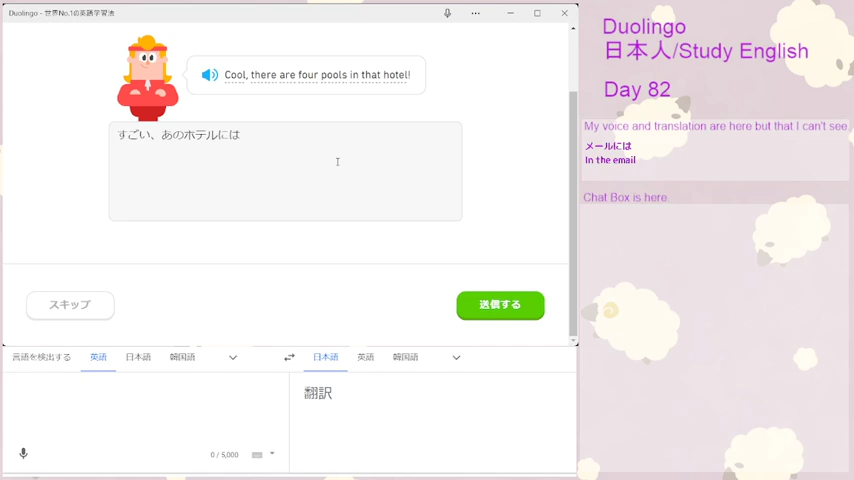 Duolingo - 世界No.1の英語学習法
Cool, there are four pools in that hotel!
すごい、あのホテルには
スキップ
送信する
言語を検出する 英語 日本語 韓国語
日本語 英語 韓国語
翻訳
0 / 5,000
Duolingo
日本人/Study English
Day 82
My voice and translation are here but that I can't see
メールには
In the email
Chat Box is here.